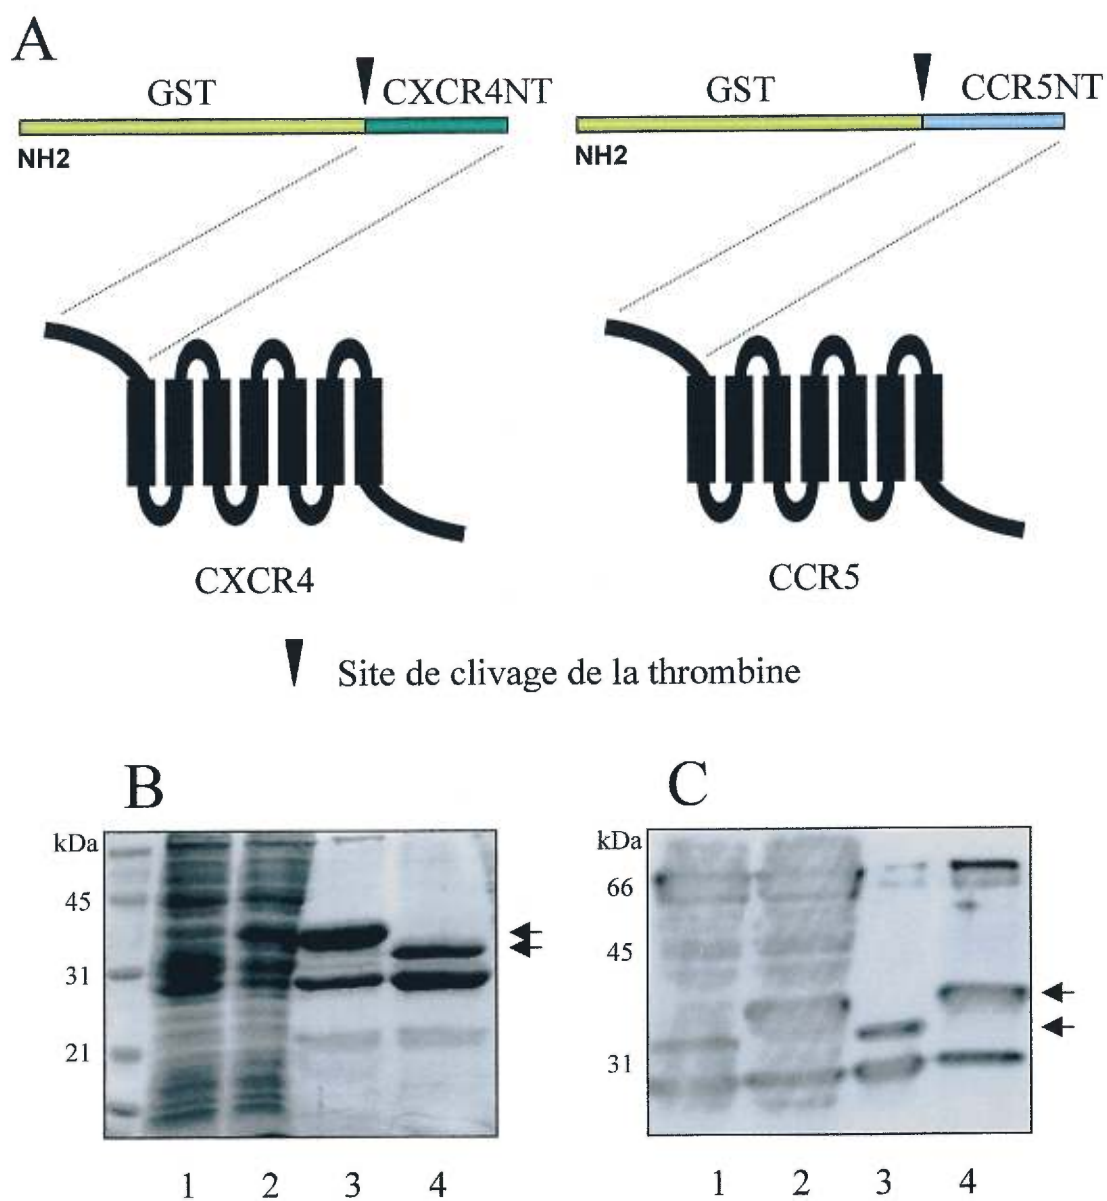 A
GST CXCR4NT GST CCR5NT
NH2 NH2
CXCR4 CCR5
Site de clivage de la thrombine
B C
kDa kDa
66
45
45
31
31
21
1 2 3 4 1 2 3 4